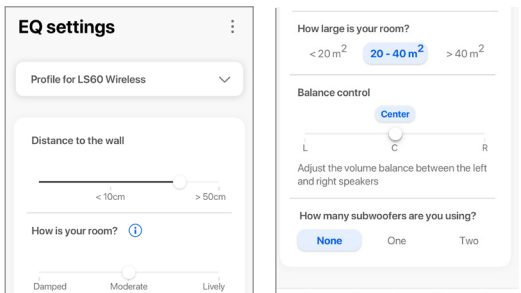 EQ settings
Profile for LS60 Wireless
Distance to the wall
< 10cm > 50cm
How is your room?
Damped Moderate Lively
How large is your room?
< 20 m² 20 - 40 m² > 40 m²
Balance control
Center
L C R
Adjust the volume balance between the left
and right speakers
How many subwoofers are you using?
None One Two